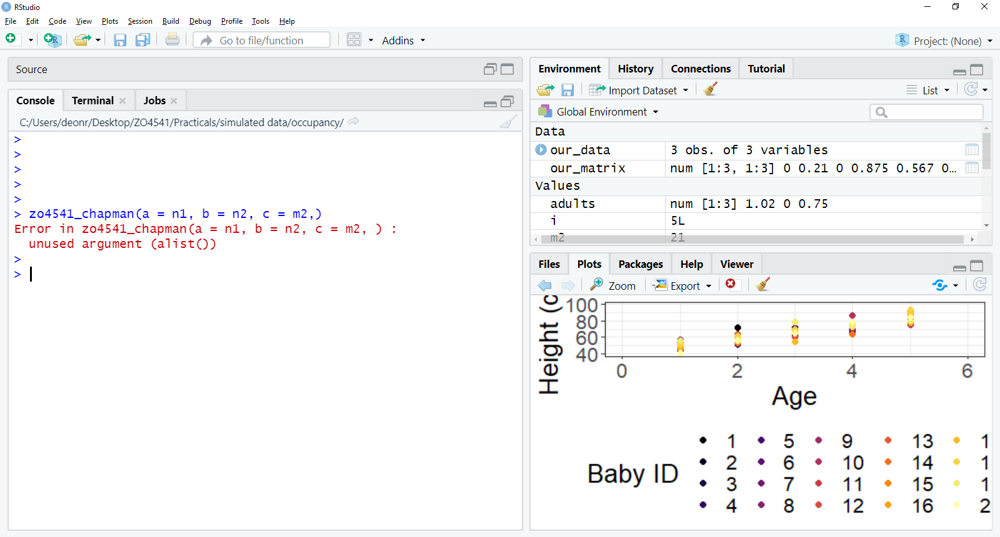 RStudio
File Edit Code View Plots Session Build Debug Profile Tools Help
Go to file/function Addins Project: (None)
Source
Console Terminal Jobs
C:/Users/deonr/Desktop/ZO4541/Practicals/simulated data/occupancy/
>
>
>
>
>
> zo4541_chapman(a = n1, b = n2, c = m2,)
Error in zo4541_chapman(a = n1, b = n2, c = m2, ) :
unused argument (alist())
>
>
Environment History Connections Tutorial
Import Dataset List
Global Environment
Data
our_data 3 obs. of 3 variables
our_matrix num [1:3, 1:3] 0 0.21 0 0.875 0.567 0...
Values
adults num [1:3] 1.02 0 0.75
i 5L
m2 21
Files Plots Packages Help Viewer
Zoom Export
Height (c
100
80
60
40
0 2 4 6
Age
Baby ID
1 5 9 13 1
2 6 10 14 1
3 7 11 15 1
4 8 12 16 2